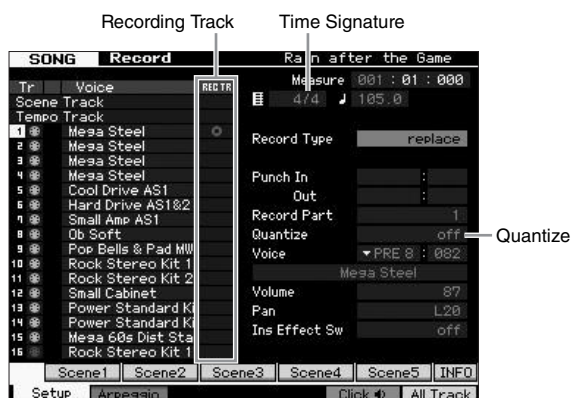 Recording Track Time Signature
SONG Record Rain after the Game
Measure 001 : 01 : 000
Tr Voice REC TR
4/4 105.0
Scene Track
Tempo Track
1 Mega Steel
2 Mega Steel
Record Type replace
3 Mega Steel
4 Mega Steel
Punch In :
5 Cool Drive AS1
Out :
6 Hard Drive AS1&2
Record Part 1
7 Small Amp AS1
8 Ob Soft
Quantize off Quantize
9 Pop Bells & Pad MW
Voice PRE 8 : 082
10 Rock Stereo Kit 1
Mega Steel
11 Rock Stereo Kit 2
12 Small Cabinet
Volume 87
13 Power Standard Ki
Pan L20
14 Power Standard Ki
Ins Effect Sw off
15 Mega 60s Dist Sta
16 Rock Stereo Kit 1
Scene1 Scene2 Scene3 Scene4 Scene5 INFO
Setup Arpeggio Click All Track